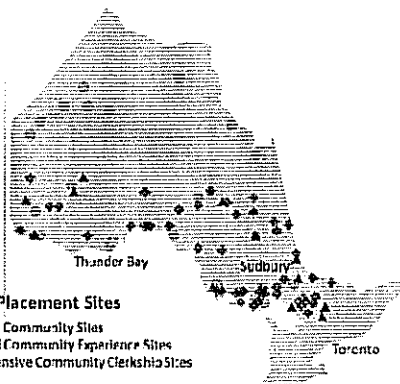 Thunder Bay
Sudbury
Placement Sites
Community Sites
Community Experience Sites
Community Clerkship Sites
Toronto